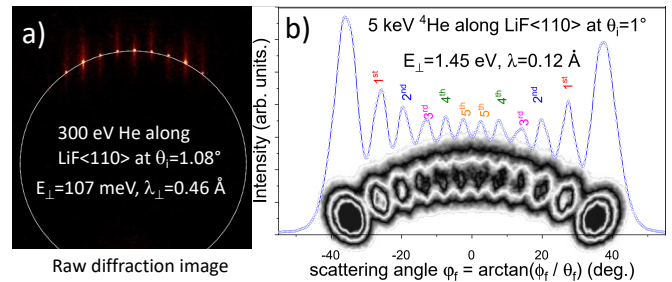 a)
300 eV He along
LiF<110> at θi=1.08°
E⊥=107 meV, λ⊥=0.46 Å
Raw diffraction image
b)
5 keV ⁴He along LiF<110> at θi=1°
E⊥=1.45 eV, λ=0.12 Å
1st
2nd
3rd
4th
5th
5th
4th
3rd
2nd
1st
Intensity (arb. units.)
-40 -20 0 20 40
scattering angle φf = arctan(ϕf / θf) (deg.)